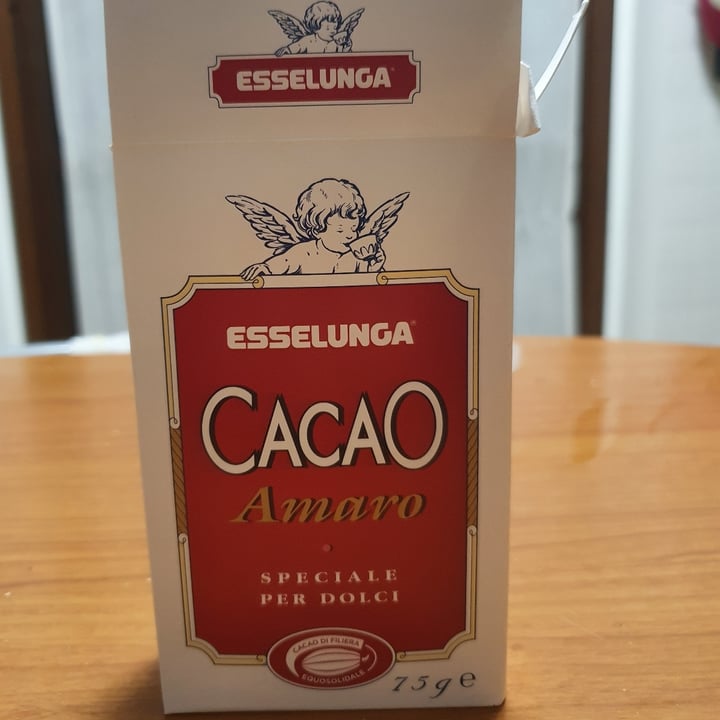 ESSELUNGA
ESSELUNGA
CACAO
Amaro
SPECIALE
PER DOLCI
CACAO DI FILIERA
EQUOSOLIDALE
75g e